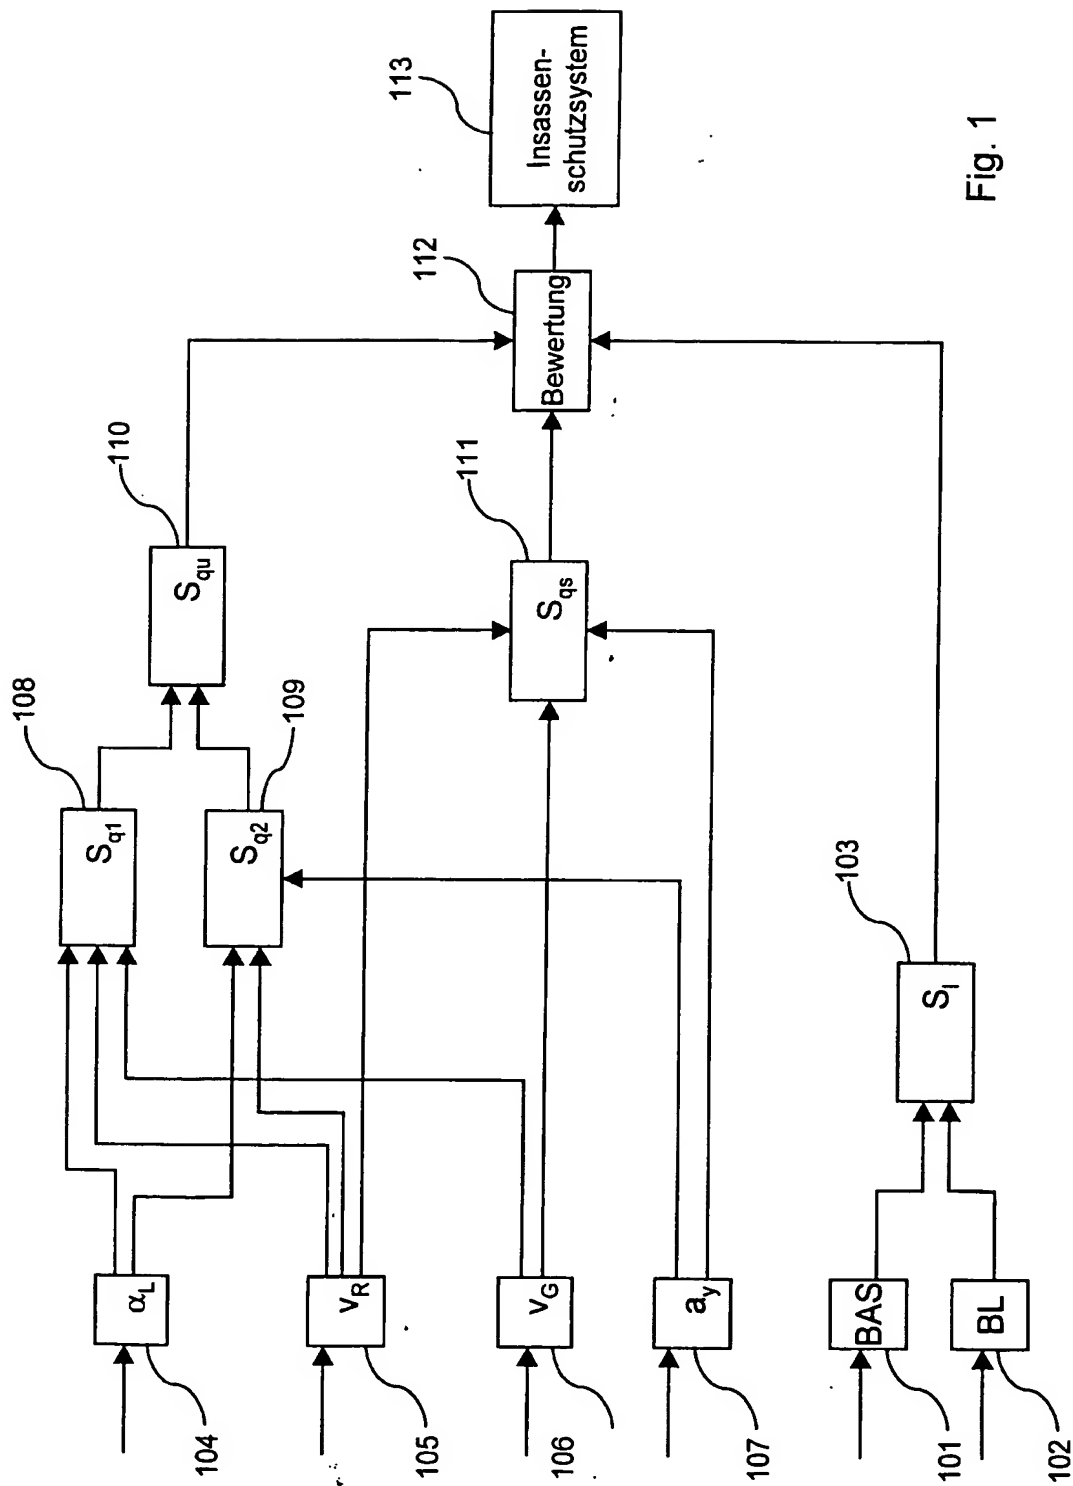 104
α_L
105
v_R
106
v_G
107
a_y
101
BAS
102
BL
108
S_q1
109
S_q2
103
S_l
110
S_qu
111
S_qs
112
Bewertung
113
Insassen-
schutzsystem
Fig. 1